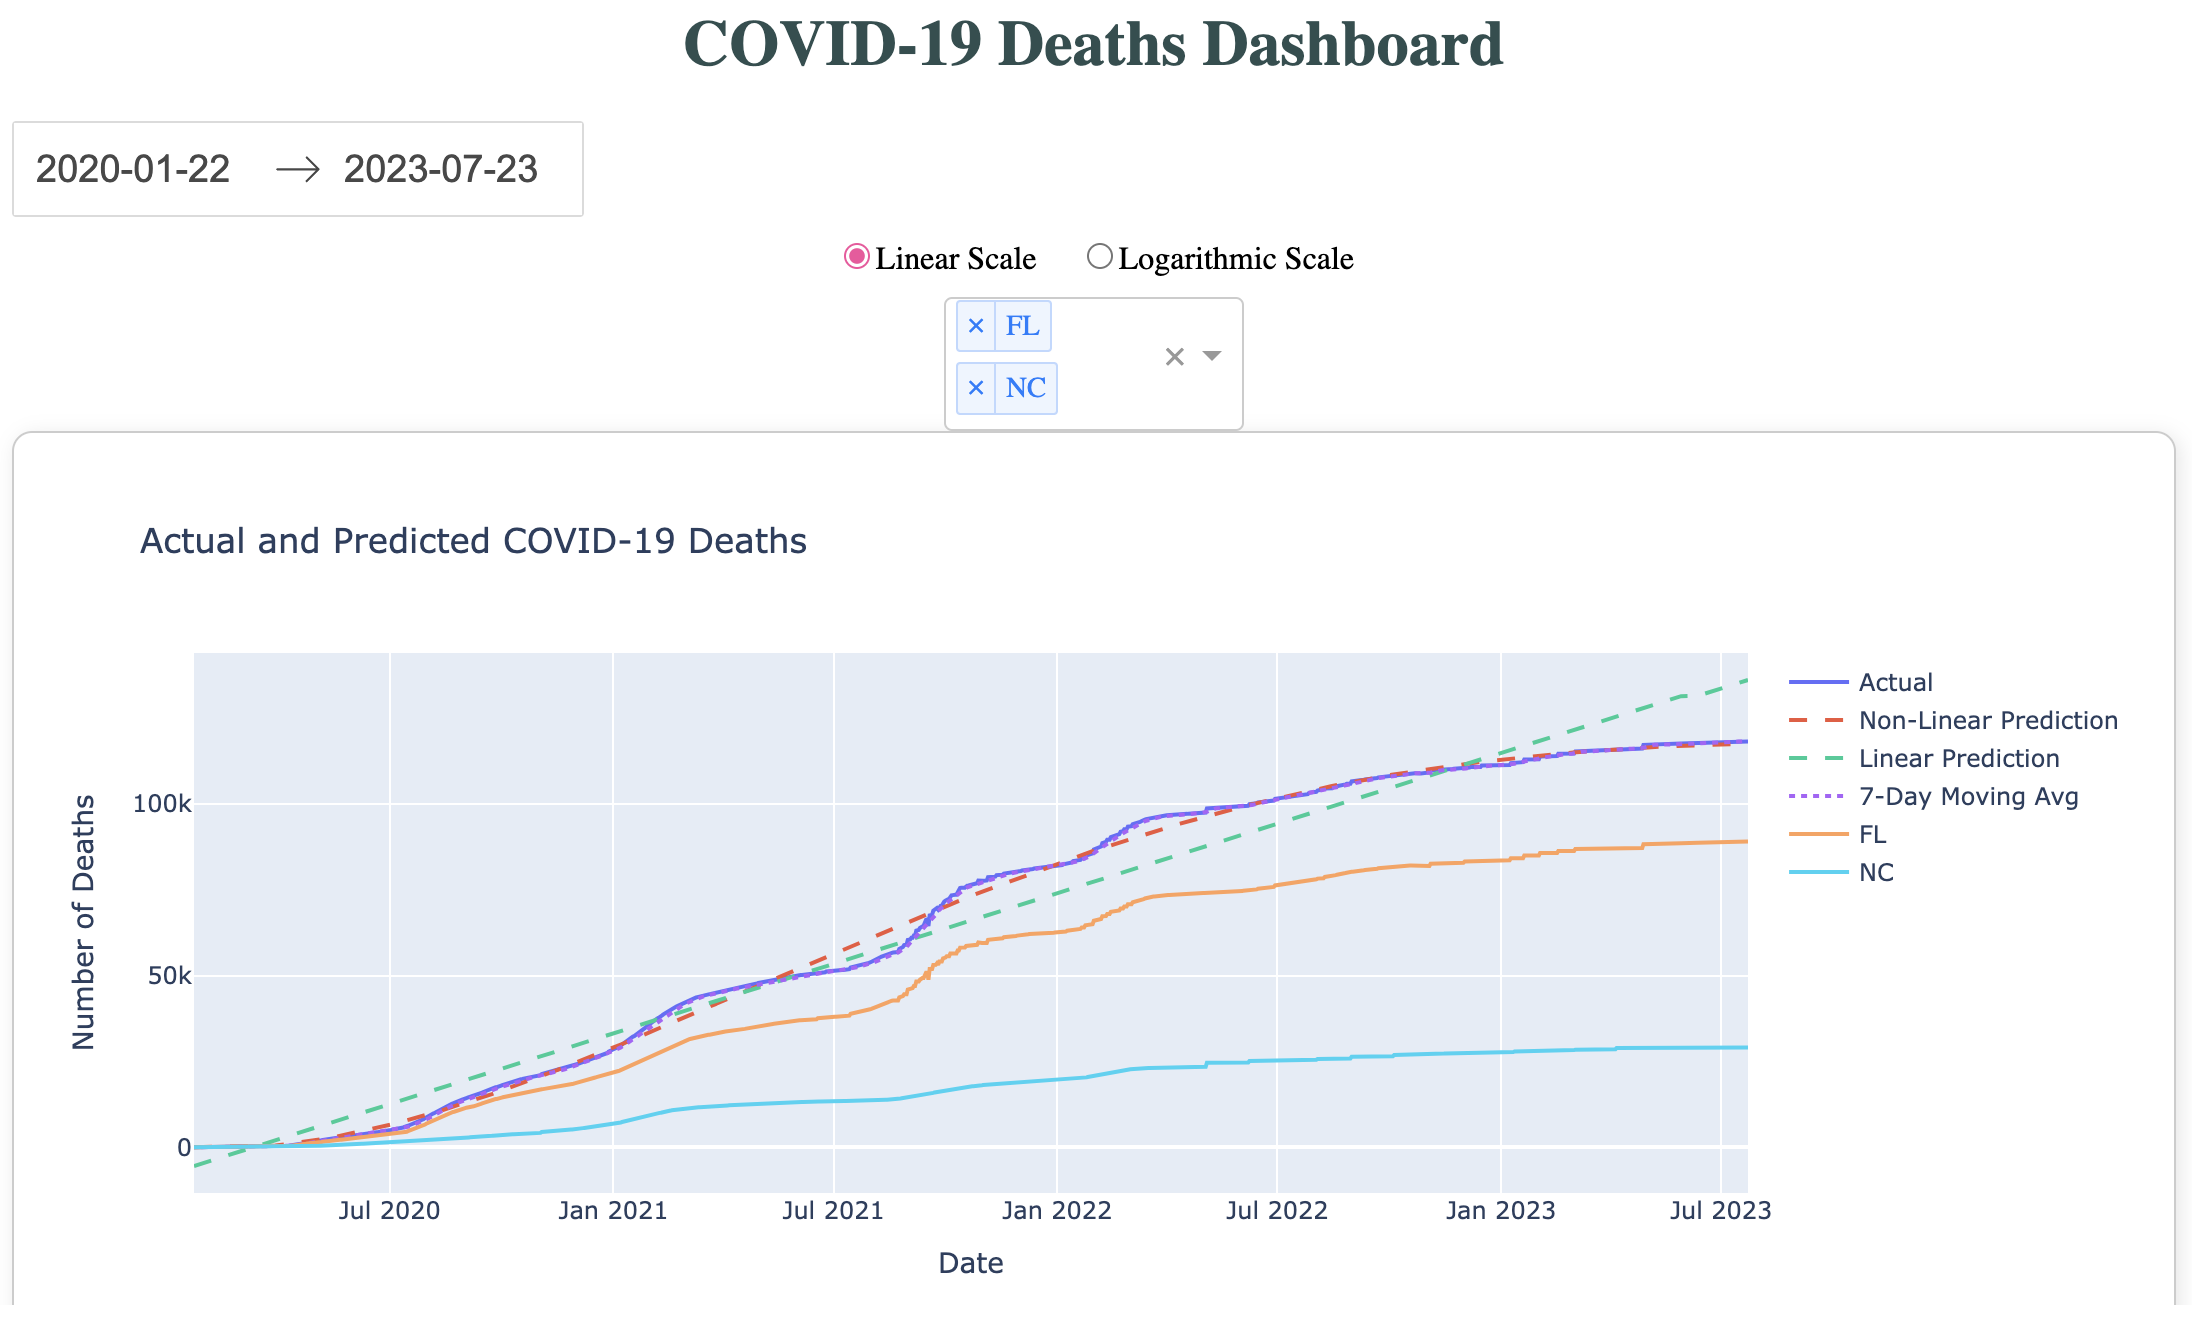 COVID-19 Deaths Dashboard
2020-01-22 → 2023-07-23
Linear Scale Logarithmic Scale
× FL
× NC
Actual and Predicted COVID-19 Deaths
Number of Deaths
100k
50k
0
Jul 2020 Jan 2021 Jul 2021 Jan 2022 Jul 2022 Jan 2023 Jul 2023
Date
Actual
Non-Linear Prediction
Linear Prediction
7-Day Moving Avg
FL
NC